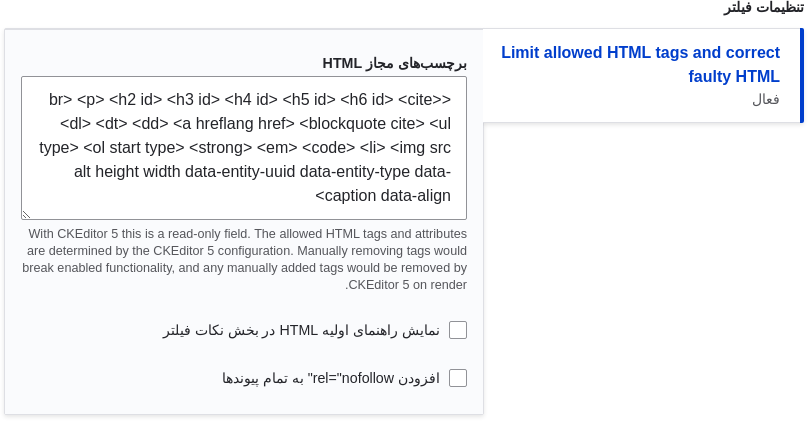 تنظیمات فیلتر
Limit allowed HTML tags and correct
faulty HTML
فعال
برچسب‌های مجاز HTML
<br> <p> <h2 id> <h3 id> <h4 id> <h5 id> <h6 id> <cite>
<dl> <dt> <dd> <a hreflang href> <blockquote cite> <ul
type> <ol start type> <strong> <em> <code> <li> <img src
alt height width data-entity-uuid data-entity-type data-
caption data-align>
With CKEditor 5 this is a read-only field. The allowed HTML tags and attributes
are determined by the CKEditor 5 configuration. Manually removing tags would
break enabled functionality, and any manually added tags would be removed by
CKEditor 5 on render.
نمایش راهنمای اولیه HTML در بخش نکات فیلتر
افزودن rel="nofollow" به تمام پیوندها